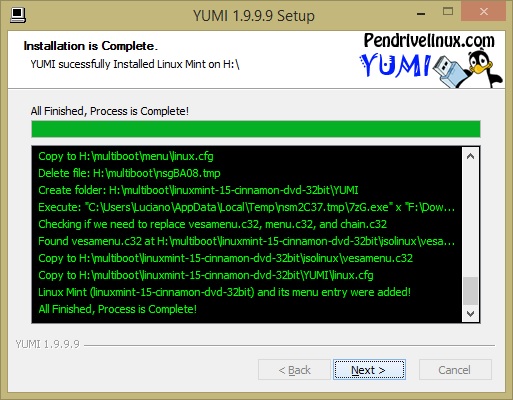 YUMI 1.9.9.9 Setup
Installation is Complete.
YUMI sucessfully Installed Linux Mint on H:\
Pendrivelinux.com
YUMI
All Finished, Process is Complete!
Copy to H:\multiboot\menu\linux.cfg
Delete file: H:\multiboot\nsgBA08.tmp
Create folder: H:\multiboot\linuxmint-15-cinnamon-dvd-32bit\YUMI
Execute: "C:\Users\Luciano\AppData\Local\Temp\nsm2C37.tmp\7zG.exe" x "F:\Dow...
Checking if we need to replace vesamenu.c32, menu.c32, and chain.c32
Found vesamenu.c32 at H:\multiboot\linuxmint-15-cinnamon-dvd-32bit\isolinux\vesa...
Copy to H:\multiboot\linuxmint-15-cinnamon-dvd-32bit\isolinux\vesamenu.c32
Copy to H:\multiboot\linuxmint-15-cinnamon-dvd-32bit\YUMI\linux.cfg
Linux Mint (linuxmint-15-cinnamon-dvd-32bit) and its menu entry were added!
All Finished, Process is Complete!
YUMI 1.9.9.9
< Back
Next >
Cancel